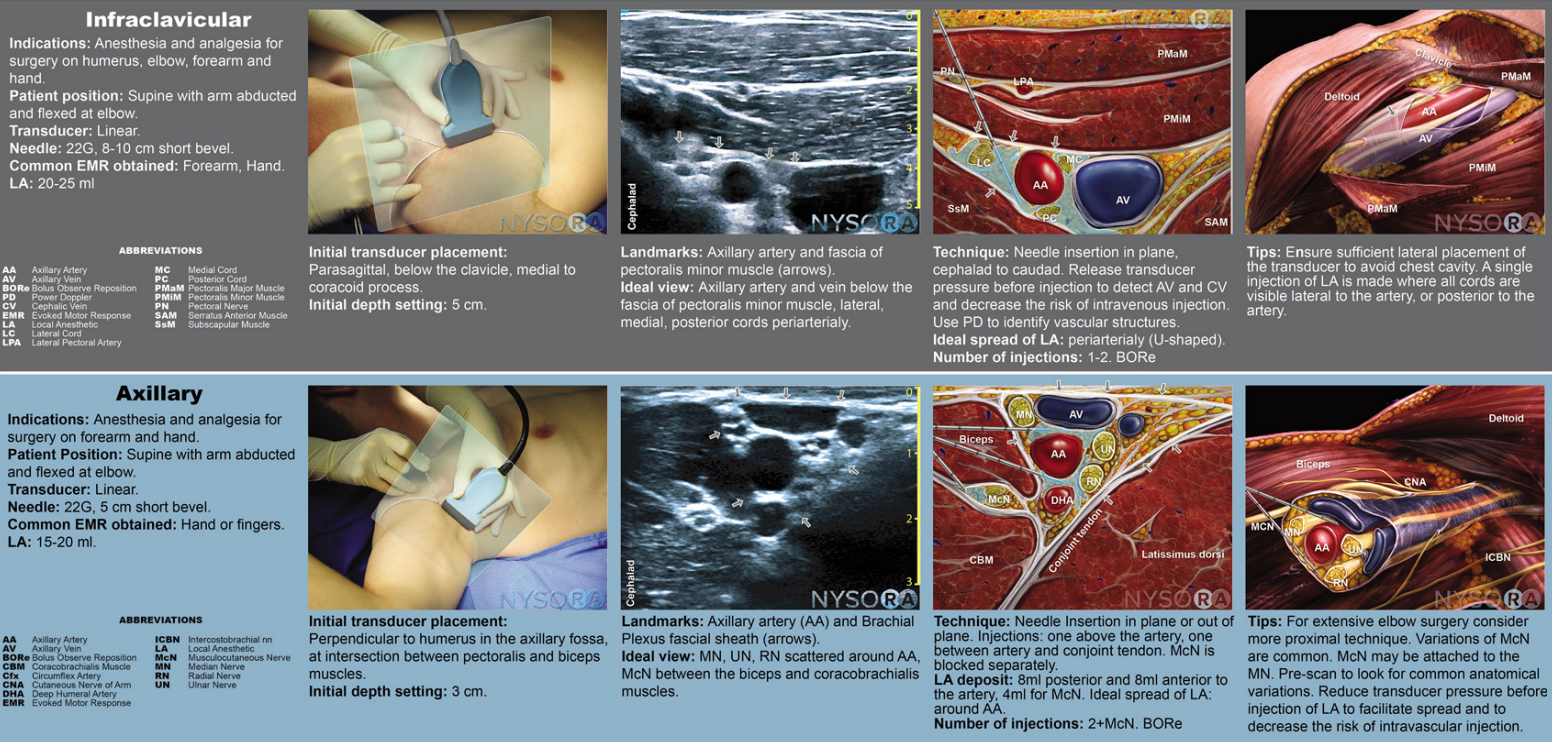 Infraclavicular
Indications: Anesthesia and analgesia for
surgery on humerus, elbow, forearm and
hand.
Patient position: Supine with arm abducted
and flexed at elbow.
Transducer: Linear.
Needle: 22G, 8-10 cm short bevel.
Common EMR obtained: Forearm, Hand.
LA: 20-25 ml
ABBREVIATIONS
AA Axillary Artery
AV Axillary Vein
BORe Bolus Observe Reposition
PD Power Doppler
CV Cephalic Vein
EMR Evoked Motor Response
LA Local Anesthetic
LC Lateral Cord
LPA Lateral Pectoral Artery
MC Medial Cord
PC Posterior Cord
PMaM Pectoralis Major Muscle
PMiM Pectoralis Minor Muscle
PN Pectoral Nerve
SAM Serratus Anterior Muscle
SsM Subscapular Muscle
NYSORA
Initial transducer placement:
Parasagittal, below the clavicle, medial to
coracoid process.
Initial depth setting: 5 cm.
0
1
2
3
4
5
Cephalad
NYSORA
Landmarks: Axillary artery and fascia of
pectoralis minor muscle (arrows).
Ideal view: Axillary artery and vein below the
fascia of pectoralis minor muscle, lateral,
medial, posterior cords periarterialy.
NYSORA
PMaM
PN
LPA
PMiM
LC
MC
AA
AV
PC
SsM
SAM
Technique: Needle insertion in plane,
cephalad to caudad. Release transducer
pressure before injection to detect AV and CV
and decrease the risk of intravenous injection.
Use PD to identify vascular structures.
Ideal spread of LA: periarterialy (U-shaped).
Number of injections: 1-2. BORe
Clavicle
PMaM
Deltoid
AA
AV
PMiM
PMaM
NYSORA
Tips: Ensure sufficient lateral placement of
the transducer to avoid chest cavity. A single
injection of LA is made where all cords are
visible lateral to the artery, or posterior to the
artery.
Axillary
Indications: Anesthesia and analgesia for
surgery on forearm and hand.
Patient Position: Supine with arm abducted
and flexed at elbow.
Transducer: Linear.
Needle: 22G, 5 cm short bevel.
Common EMR obtained: Hand or fingers.
LA: 15-20 ml.
ABBREVIATIONS
AA Axillary Artery
AV Axillary Vein
BORe Bolus Observe Reposition
CBM Coracobrachialis Muscle
Cfx Circumflex Artery
CNA Cutaneous Nerve of Arm
DHA Deep Humeral Artery
EMR Evoked Motor Response
ICBN Intercostobrachial nn
LA Local Anesthetic
McN Musculocutaneous Nerve
MN Median Nerve
RN Radial Nerve
UN Ulnar Nerve
NYSORA
Initial transducer placement:
Perpendicular to humerus in the axillary fossa,
at intersection between pectoralis and biceps
muscles.
Initial depth setting: 3 cm.
0
1
2
3
Cephalad
NYSORA
Landmarks: Axillary artery (AA) and Brachial
Plexus fascial sheath (arrows).
Ideal view: MN, UN, RN scattered around AA,
McN between the biceps and coracobrachialis
muscles.
MN
AV
Biceps
AA
UN
RN
McN
DHA
CBM
Conjoint tendon
Latissimus dorsi
NYSORA
Technique: Needle Insertion in plane or out of
plane. Injections: one above the artery, one
between artery and conjoint tendon. McN is
blocked separately.
LA deposit: 8ml posterior and 8ml anterior to
the artery, 4ml for McN. Ideal spread of LA:
around AA.
Number of injections: 2+McN. BORe
Deltoid
Biceps
CNA
MCN
MN
AA
UN
RN
ICBN
NYSORA
Tips: For extensive elbow surgery consider
more proximal technique. Variations of McN
are common. McN may be attached to the
MN. Pre-scan to look for common anatomical
variations. Reduce transducer pressure before
injection of LA to facilitate spread and to
decrease the risk of intravascular injection.